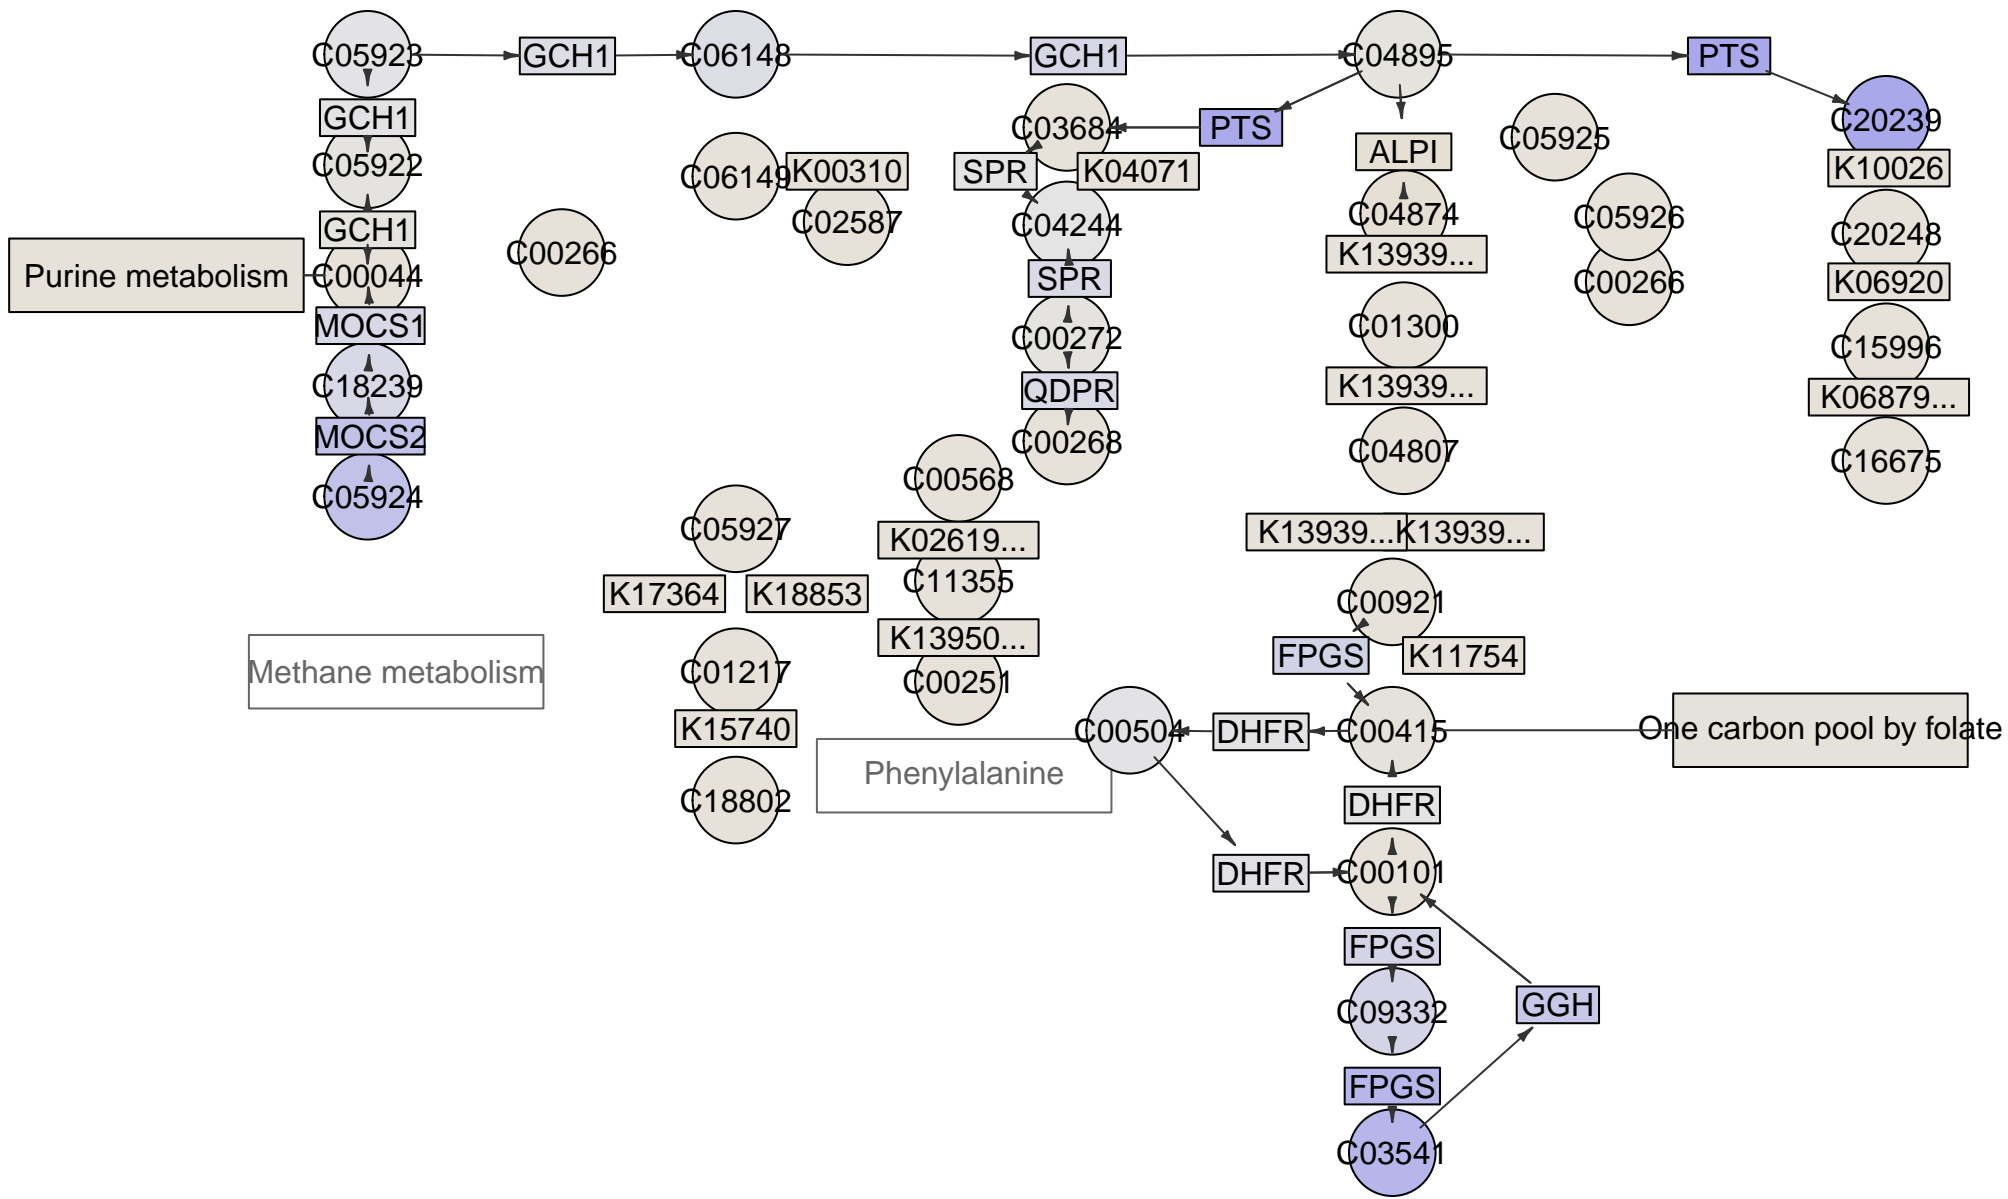 C05923
GCH1
C06148
GCH1
C04895
PTS
GCH1
C03684
PTS
C20239
C05925
ALPI
C05922
C06149
K00310
SPR
K04071
K10026
GCH1
C00266
C02587
C04244
C04874
C05926
C20248
Purine metabolism
C00044
SPR
K13939...
C00266
K06920
MOCS1
C00272
C01300
C15996
C18239
QDPR
K13939...
K06879...
MOCS2
C00268
C04807
C16675
C05924
C00568
C05927
K02619...
K13939...
K13939...
K17364
K18853
C11355
C00921
K13950...
FPGS
K11754
Methane metabolism
C01217
C00251
K15740
C00504
DHFR
C00415
One carbon pool by folate
Phenylalanine
C18802
DHFR
DHFR
C00101
FPGS
C09332
GGH
FPGS
C03541